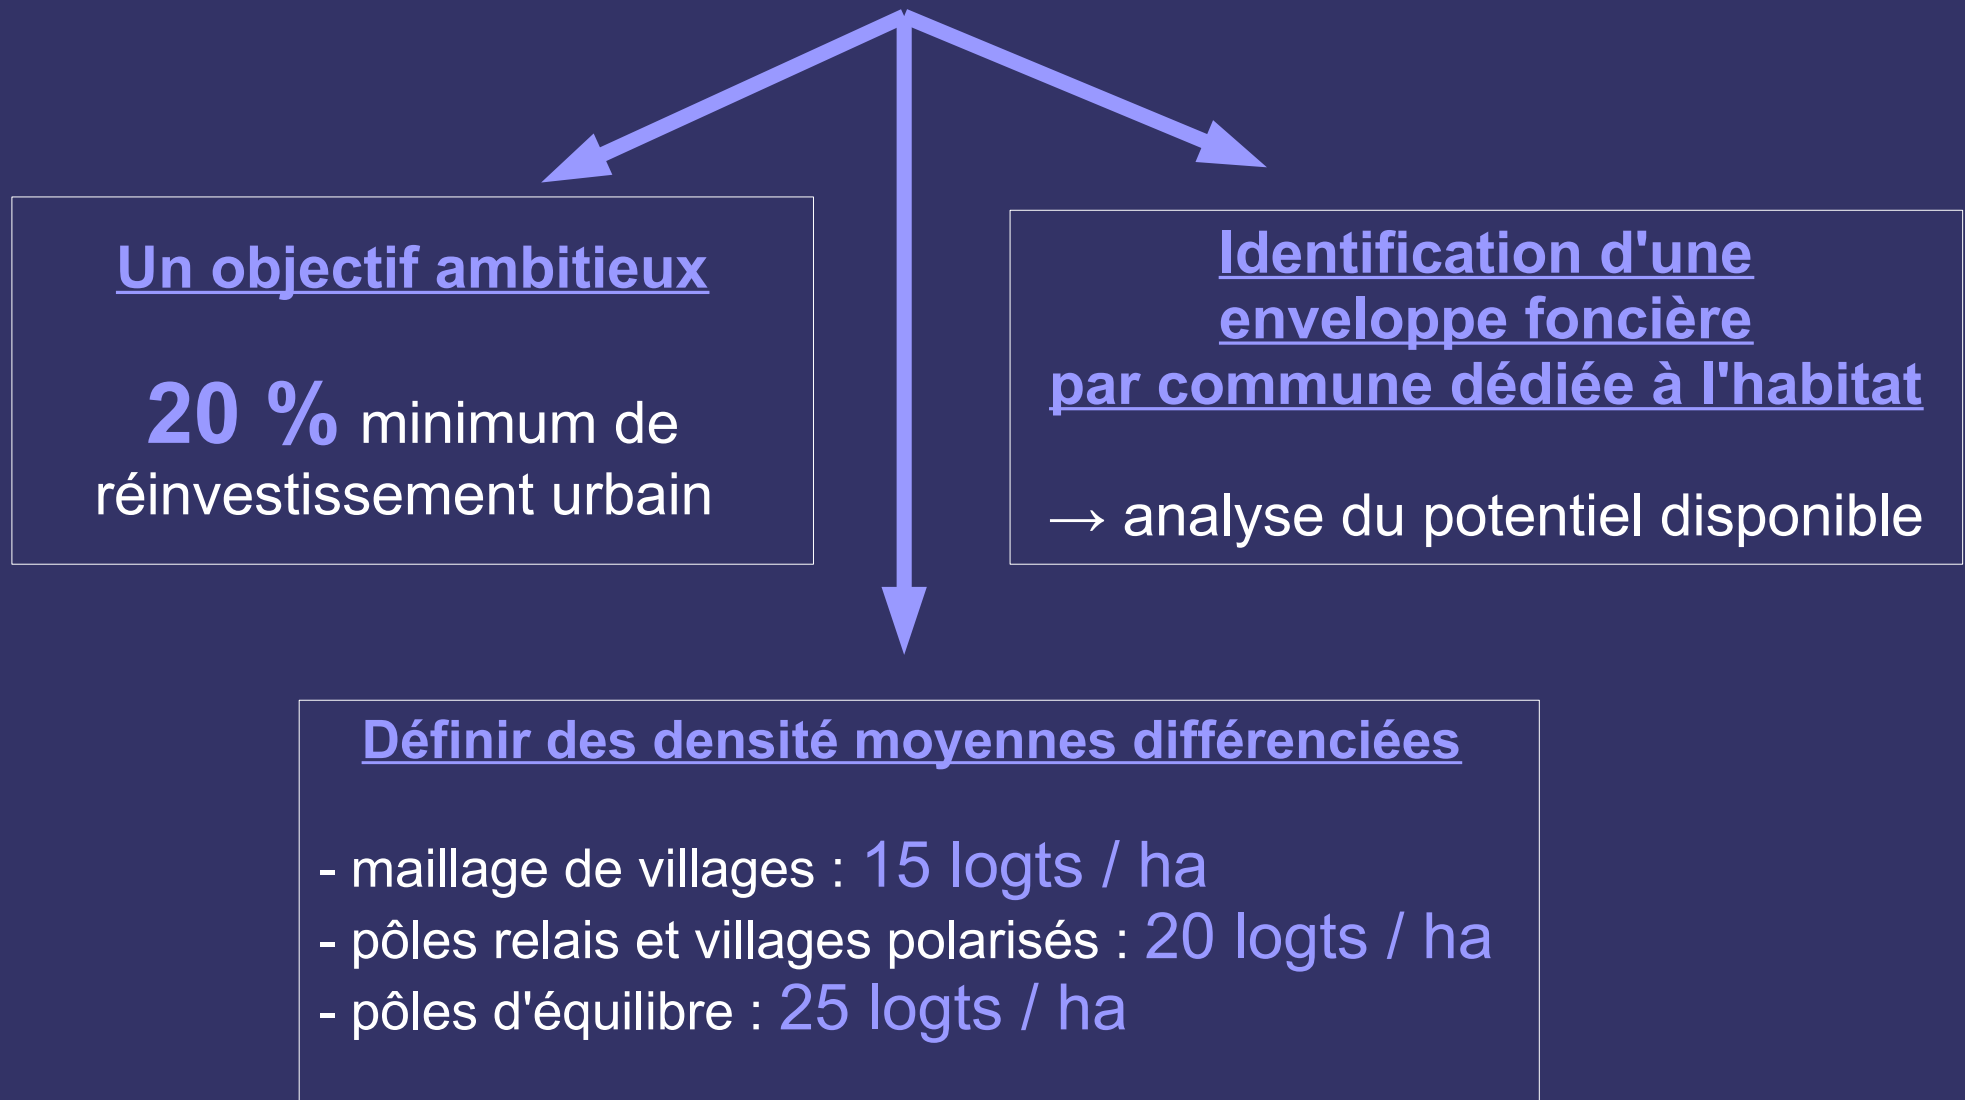 Un objectif ambitieux
20 % minimum de
réinvestissement urbain
Identification d'une
enveloppe foncière
par commune dédiée à l'habitat
→ analyse du potentiel disponible
Définir des densité moyennes différenciées
- maillage de villages : 15 logts / ha
- pôles relais et villages polarisés : 20 logts / ha
- pôles d'équilibre : 25 logts / ha